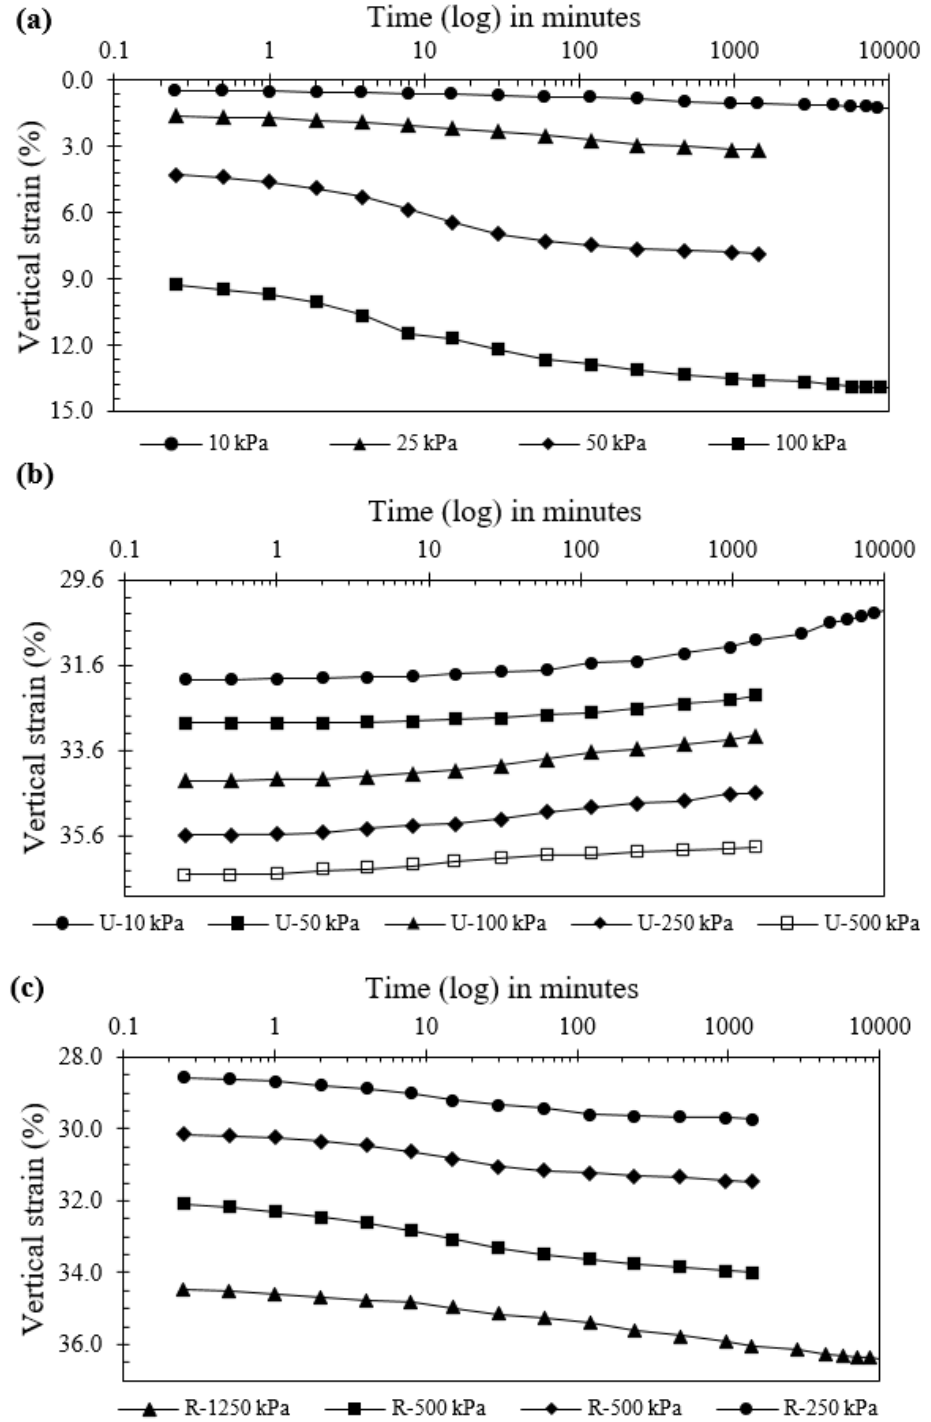 (a)
Time (log) in minutes
0.1 1 10 100 1000 10000
0.0
3.0
6.0
9.0
12.0
15.0
Vertical strain (%)
10 kPa 25 kPa 50 kPa 100 kPa
(b)
Time (log) in minutes
0.1 1 10 100 1000 10000
29.6
31.6
33.6
35.6
Vertical strain (%)
U-10 kPa U-50 kPa U-100 kPa U-250 kPa U-500 kPa
(c)
Time (log) in minutes
0.1 1 10 100 1000 10000
28.0
30.0
32.0
34.0
36.0
Vertical strain (%)
R-1250 kPa R-500 kPa R-500 kPa R-250 kPa